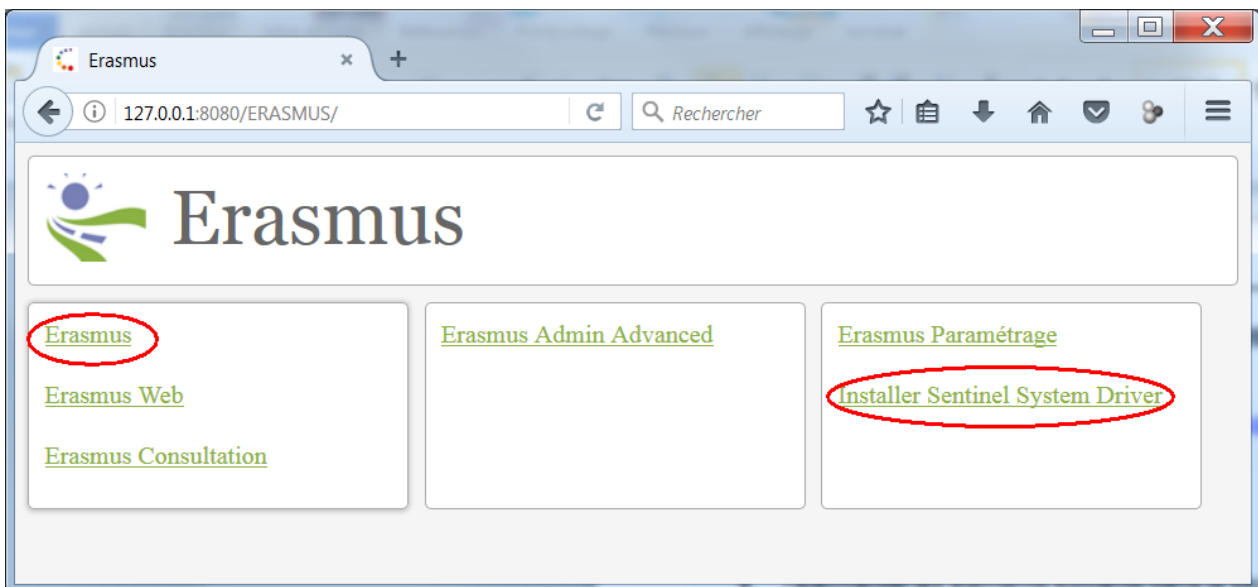 Erasmus
127.0.0.1:8080/ERASMUS/
Rechercher
Erasmus
Erasmus
Erasmus Web
Erasmus Consultation
Erasmus Admin Advanced
Erasmus Paramétrage
Installer Sentinel System Driver